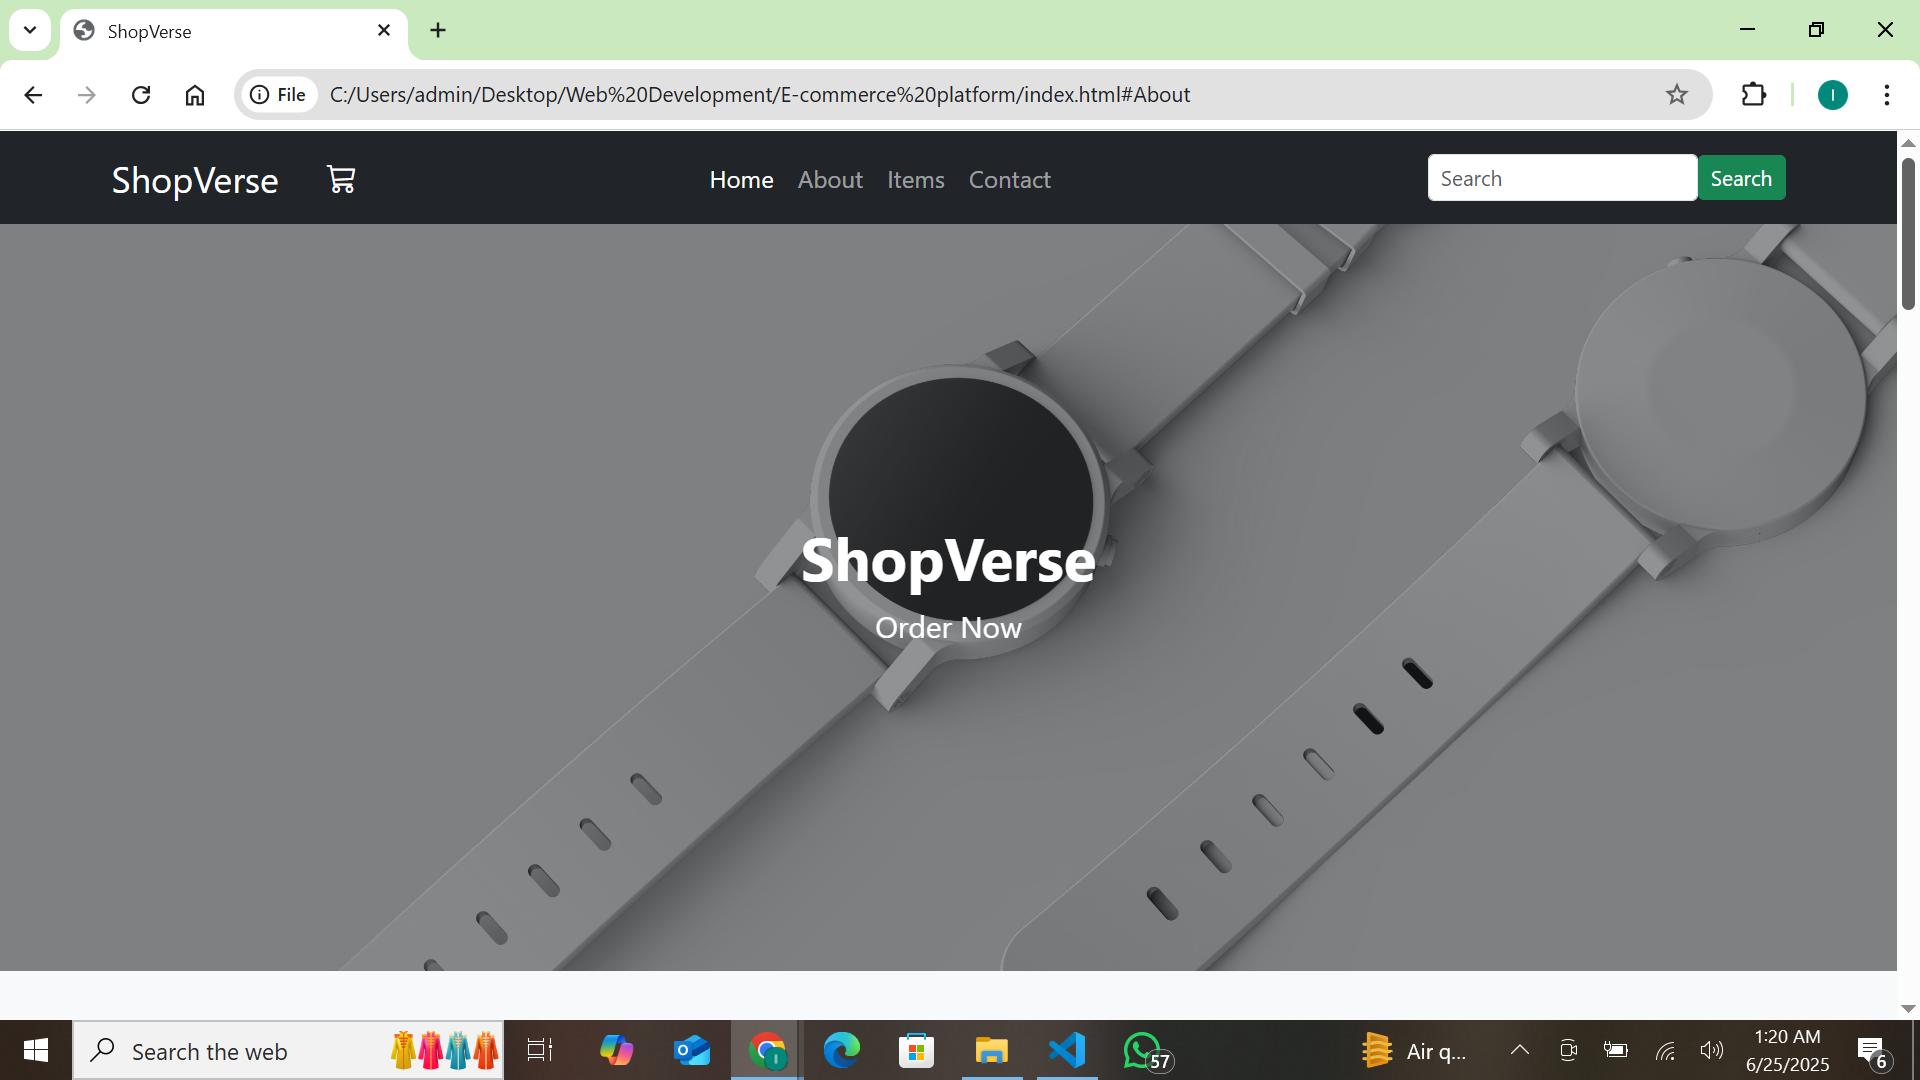 ShopVerse
File
C:/Users/admin/Desktop/Web%20Development/E-commerce%20platform/index.html#About
I
ShopVerse
Home About Items Contact
Search
Search
ShopVerse
Order Now
Search the web
I
57
Air q...
1:20 AM
6/25/2025
6